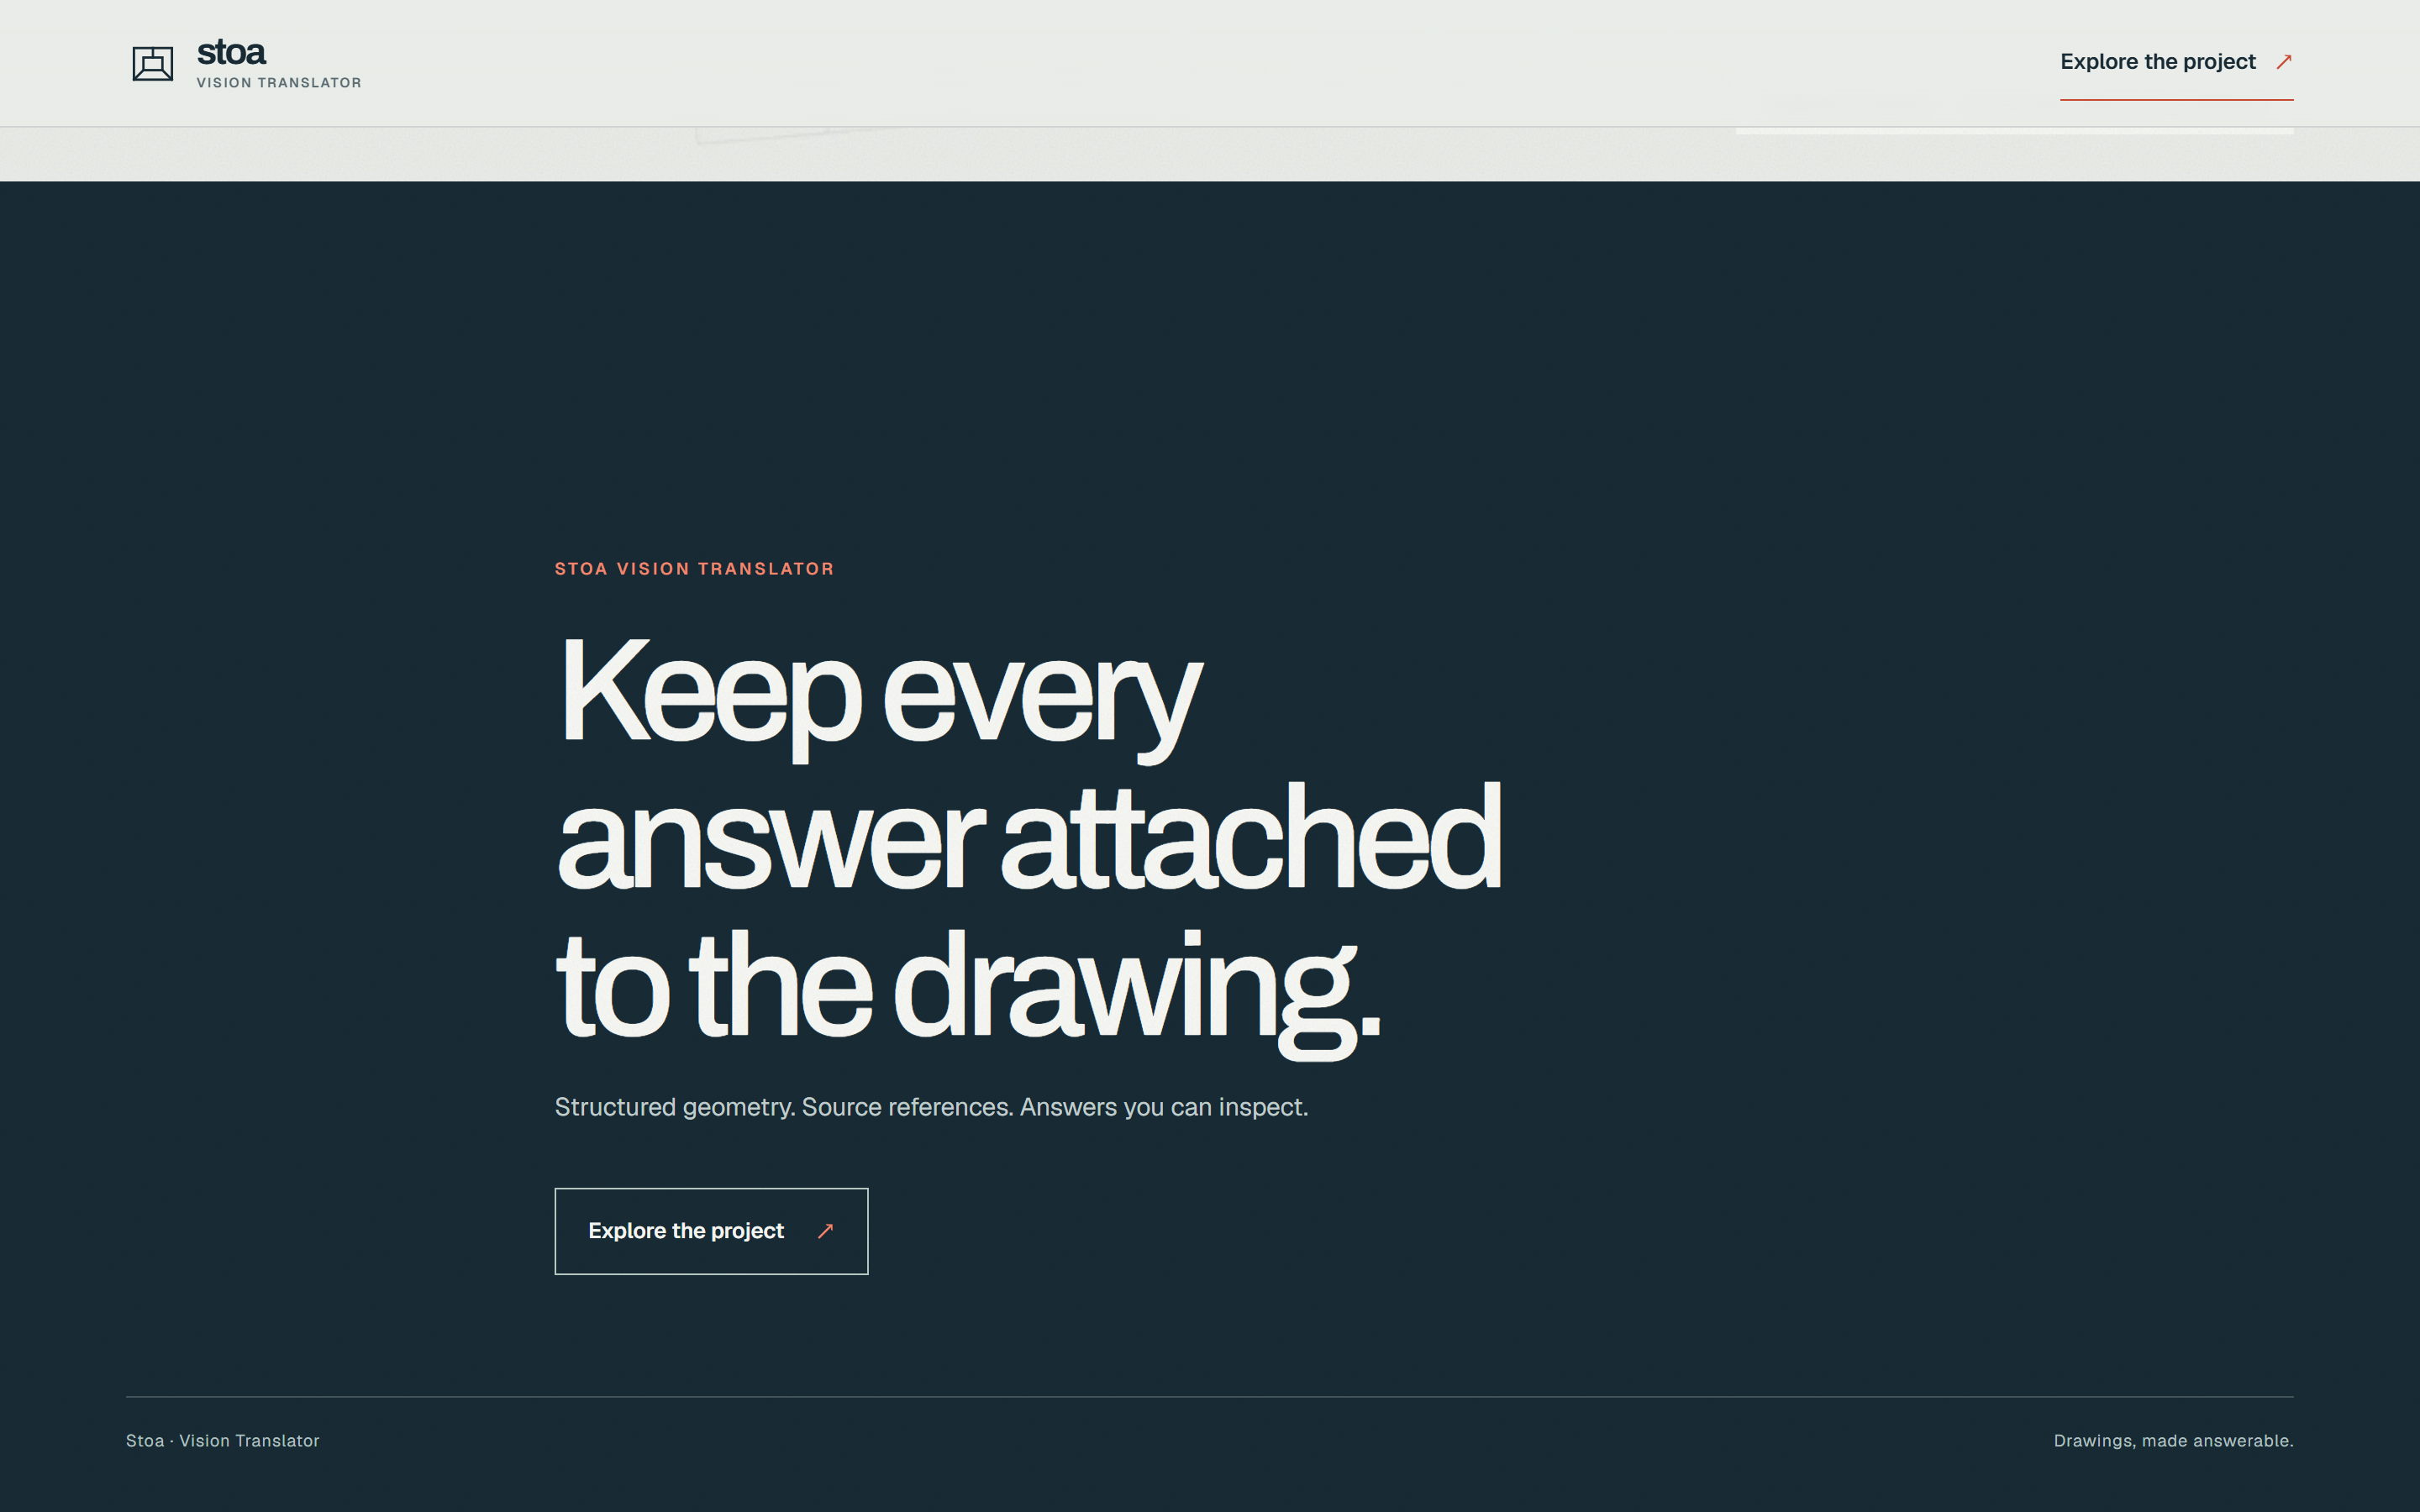 stoa
VISION TRANSLATOR
Explore the project ↗
STOA VISION TRANSLATOR
Keep every
answer attached
to the drawing.
Structured geometry. Source references. Answers you can inspect.
Explore the project ↗
Stoa · Vision Translator
Drawings, made answerable.